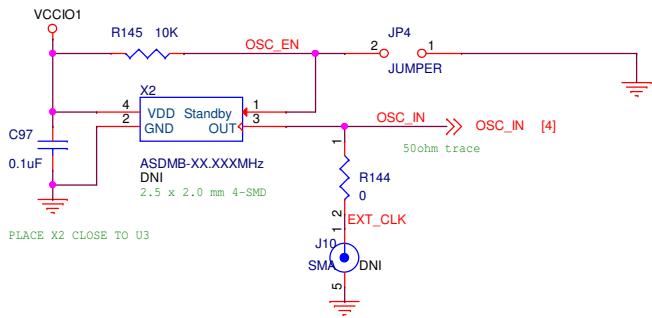 VCCIO1
R145 10K
OSC_EN
JP4
2 1
JUMPER
X2
4 VDD Standby 1
2 GND OUT 3
OSC_IN
OSC_IN [4]
C97
0.1uF
50ohm trace
ASDMB-XX.XXXMHz
DNI
2.5 x 2.0 mm 4-SMD
1
R144
0
2
EXT_CLK
PLACE X2 CLOSE TO U3
1
J10
SMA DNI
5